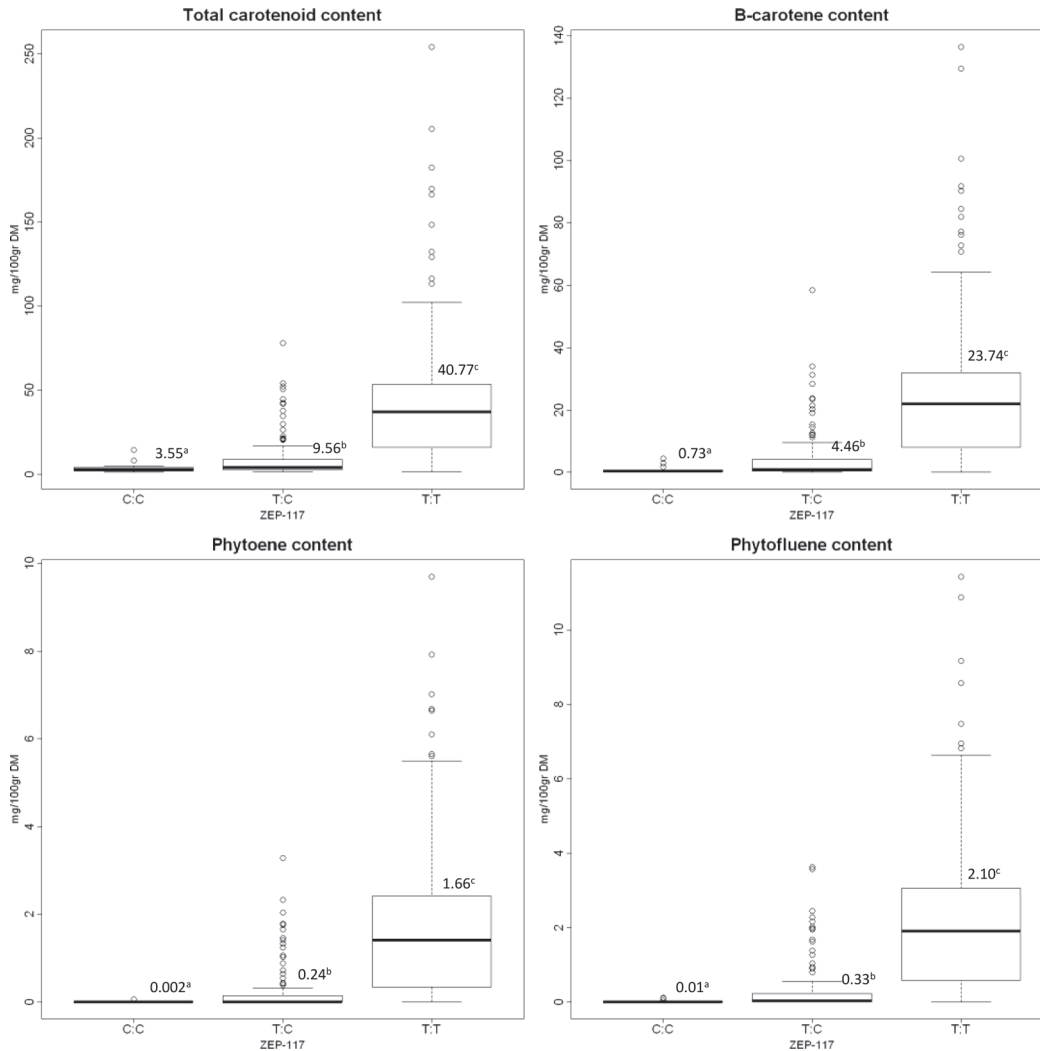 Total carotenoid content
mg/100gr DM
250
200
150
100
50
0
3.55ᵃ
9.56ᵇ
40.77ᶜ
C:C
T:C
T:T
ZEP-117
B-carotene content
mg/100gr DM
140
120
100
80
60
40
20
0
0.73ᵃ
4.46ᵇ
23.74ᶜ
C:C
T:C
T:T
ZEP-117
Phytoene content
mg/100gr DM
10
8
6
4
2
0
0.002ᵃ
0.24ᵇ
1.66ᶜ
C:C
T:C
T:T
ZEP-117
Phytofluene content
mg/100gr DM
10
8
6
4
2
0
0.01ᵃ
0.33ᵇ
2.10ᶜ
C:C
T:C
T:T
ZEP-117